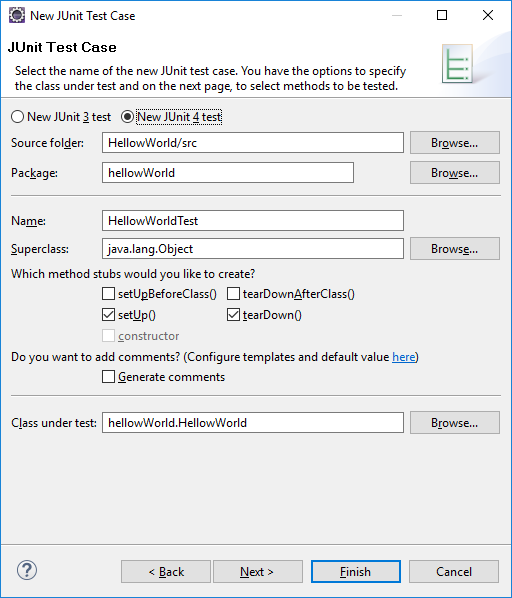 New JUnit Test Case
JUnit Test Case
Select the name of the new JUnit test case. You have the options to specify
the class under test and on the next page, to select methods to be tested.
New JUnit 3 test New JUnit 4 test
Source folder: HellowWorld/src Browse...
Package: hellowWorld Browse...
Name: HellowWorldTest
Superclass: java.lang.Object Browse...
Which method stubs would you like to create?
setUpBeforeClass() tearDownAfterClass()
setUp() tearDown()
constructor
Do you want to add comments? (Configure templates and default value here)
Generate comments
Class under test: hellowWorld.HellowWorld Browse...
? < Back Next > Finish Cancel